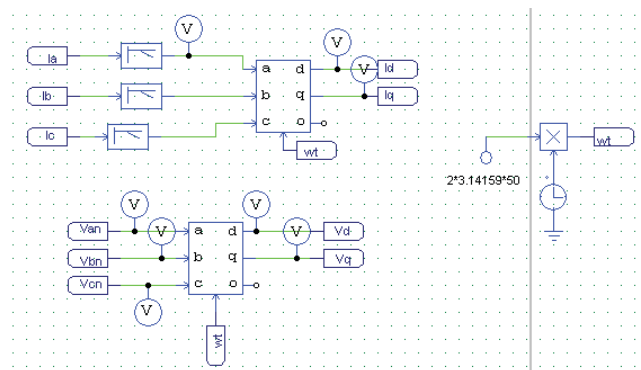 V
V
Ia
a
d
V
Id
Ib
b
q
Iq
Ic
c
o
wt
wt
2*3.14159*50
V
V
Van
V
a
d
V
Vd
Vbn
b
q
Vq
Vcn
c
o
V
wt